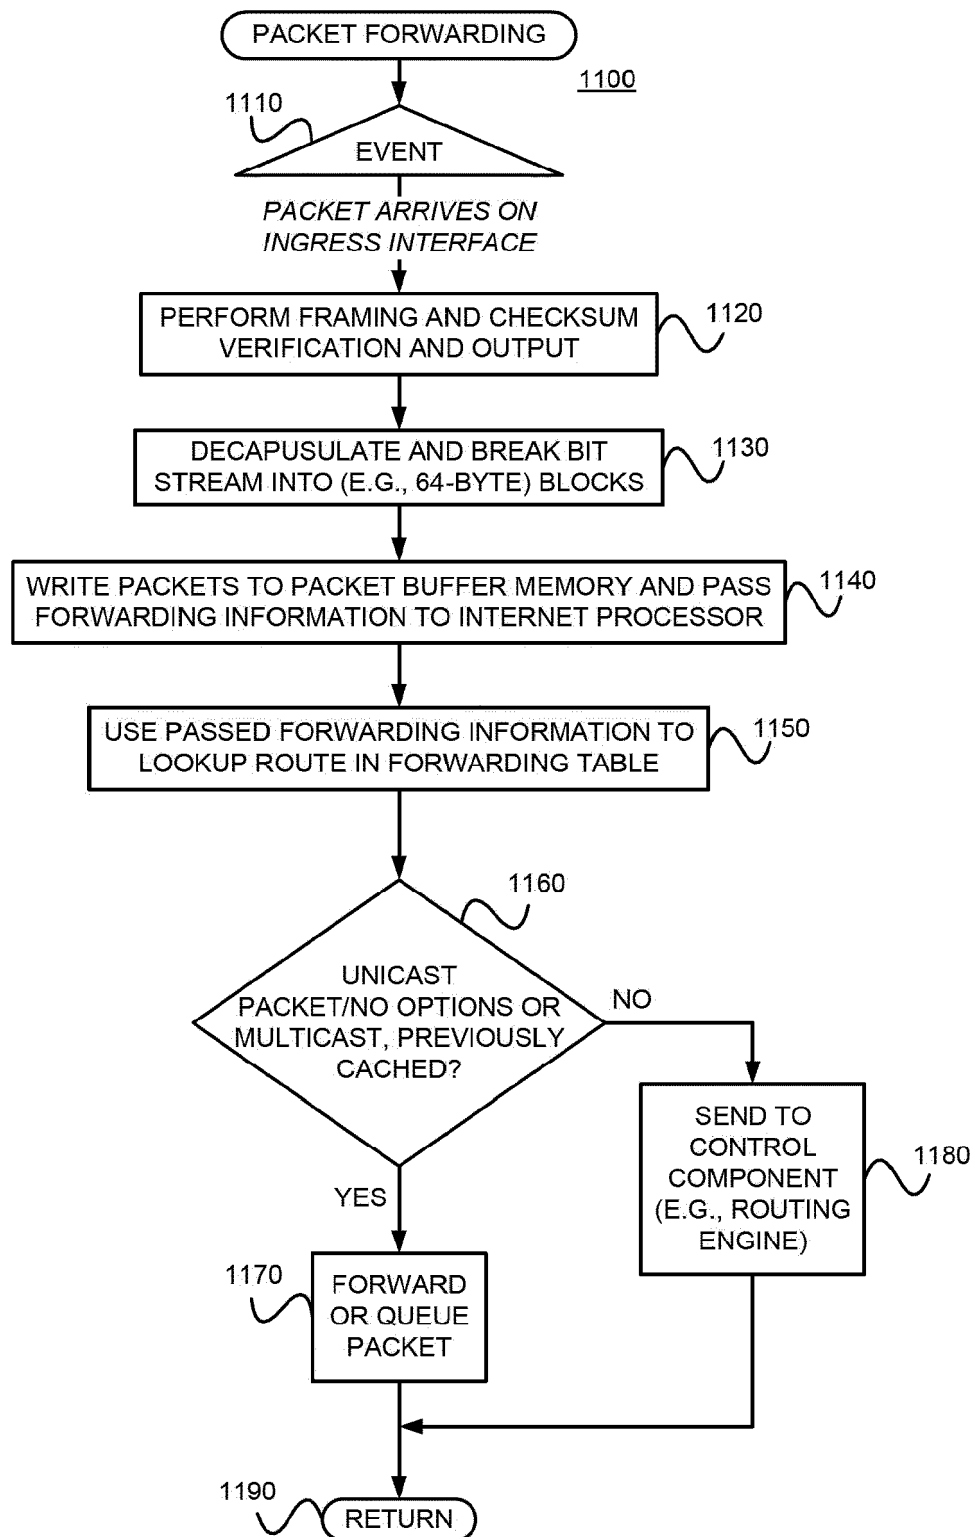 PACKET FORWARDING
1100
1110
EVENT
PACKET ARRIVES ON
INGRESS INTERFACE
PERFORM FRAMING AND CHECKSUM
VERIFICATION AND OUTPUT
1120
DECAPUSULATE AND BREAK BIT
STREAM INTO (E.G., 64-BYTE) BLOCKS
1130
WRITE PACKETS TO PACKET BUFFER MEMORY AND PASS
FORWARDING INFORMATION TO INTERNET PROCESSOR
1140
USE PASSED FORWARDING INFORMATION TO
LOOKUP ROUTE IN FORWARDING TABLE
1150
1160
UNICAST
PACKET/NO OPTIONS OR
MULTICAST, PREVIOUSLY
CACHED?
NO
YES
SEND TO
CONTROL
COMPONENT
(E.G., ROUTING
ENGINE)
1180
1170
FORWARD
OR QUEUE
PACKET
1190
RETURN